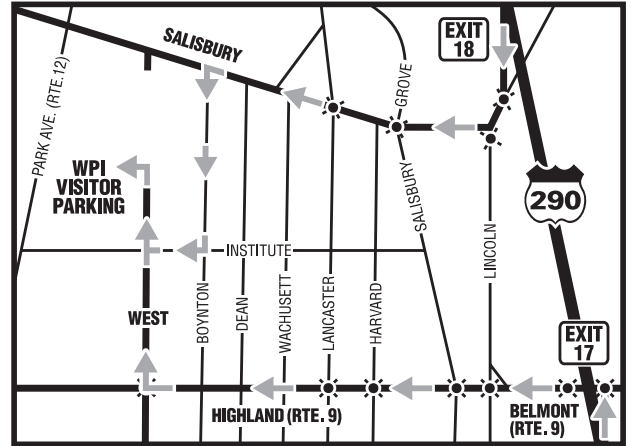 SALISBURY
EXIT
18
GROVE
PARK AVE. (RTE.12)
WPI
VISITOR
PARKING
290
SALISBURY
INSTITUTE
LINCOLN
WEST
BOYNTON
DEAN
WACHUSETT
LANCASTER
HARVARD
EXIT
17
HIGHLAND (RTE. 9)
BELMONT
(RTE. 9)